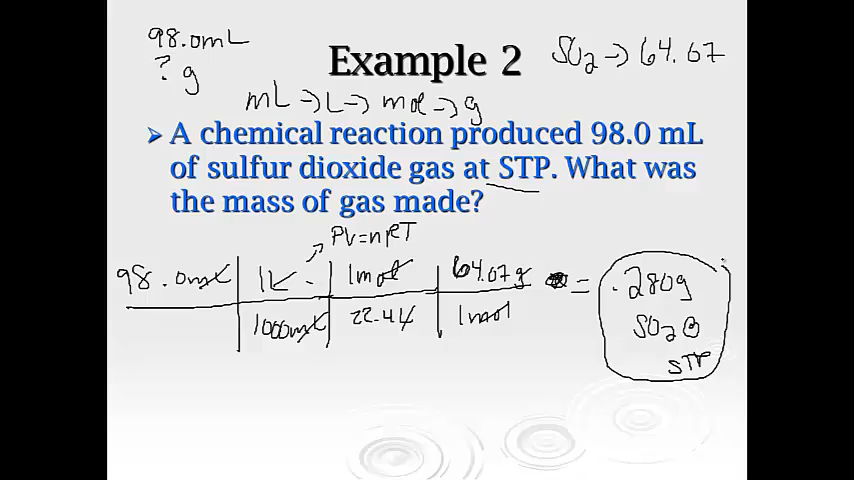 98.0mL
? g
Example 2
SO2 → 64.07
mL → L → mol → g
➢ A chemical reaction produced 98.0 mL
of sulfur dioxide gas at STP. What was
the mass of gas made?
PV=nRT
98.0mL | 1L | 1mol | 64.07g = .280g
1000mL | 22.4L | 1mol
SO2 @
STP